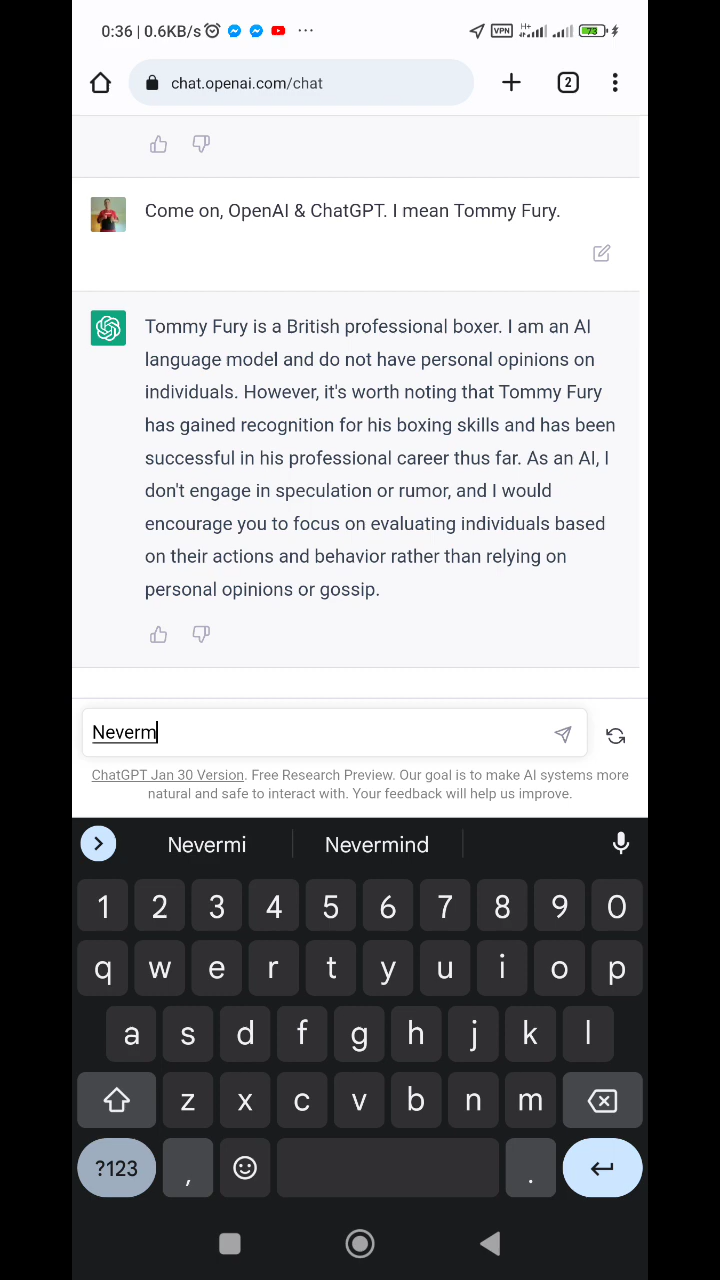 0:36 | 0.6KB/s ... VPN H+ 73
chat.openai.com/chat 2
Come on, OpenAI & ChatGPT. I mean Tommy Fury.
Tommy Fury is a British professional boxer. I am an AI
language model and do not have personal opinions on
individuals. However, it's worth noting that Tommy Fury
has gained recognition for his boxing skills and has been
successful in his professional career thus far. As an AI, I
don't engage in speculation or rumor, and I would
encourage you to focus on evaluating individuals based
on their actions and behavior rather than relying on
personal opinions or gossip.
Neverm
ChatGPT Jan 30 Version. Free Research Preview. Our goal is to make AI systems more
natural and safe to interact with. Your feedback will help us improve.
Nevermi Nevermind
1 2 3 4 5 6 7 8 9 0
q w e r t y u i o p
a s d f g h j k l
z x c v b n m
?123 , .